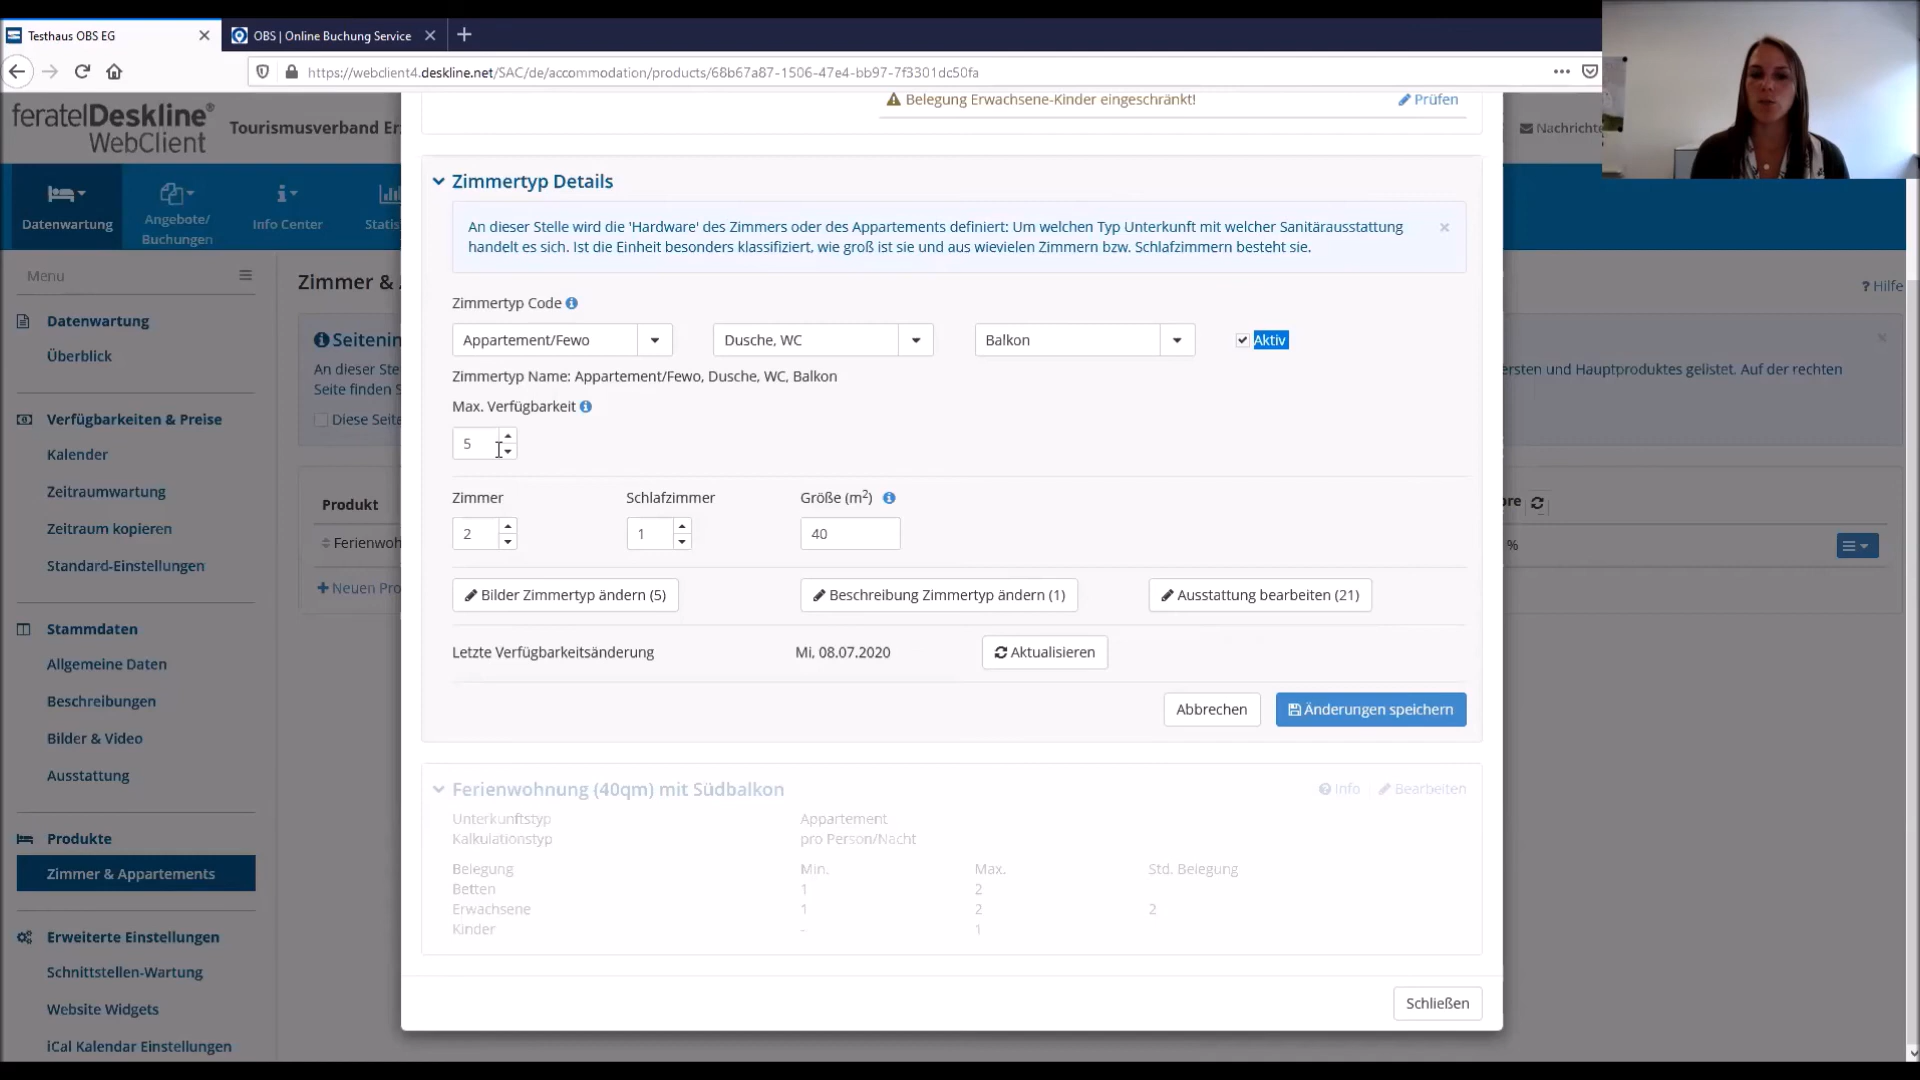 Testhaus OBS EG
OBS | Online Buchung Service
https://webclient4.deskline.net/SAC/de/accommodation/products/68b67a87-1506-47e4-bb97-7f3301dc50fa
feratelDeskline®
WebClient
Tourismusverband Erz
Nachrichte
Datenwartung
Angebote/
Buchungen
Info Center
Statis
Menu
Datenwartung
Überblick
Verfügbarkeiten & Preise
Kalender
Zeitraumwartung
Zeitraum kopieren
Standard-Einstellungen
Stammdaten
Allgemeine Daten
Beschreibungen
Bilder & Video
Ausstattung
Produkte
Zimmer & Appartements
Erweiterte Einstellungen
Schnittstellen-Wartung
Website Widgets
iCal Kalender Einstellungen
Zimmer & 
? Hilfe
Seitenin
An dieser Ste
Seite finden S
Diese Seite
ersten und Hauptproduktes gelistet. Auf der rechten
Produkt
Ferienwoh
+ Neuen Pro
ore
%
Belegung Erwachsene-Kinder eingeschränkt!
Prüfen
Zimmertyp Details
An dieser Stelle wird die 'Hardware' des Zimmers oder des Appartements definiert: Um welchen Typ Unterkunft mit welcher Sanitärausstattung
handelt es sich. Ist die Einheit besonders klassifiziert, wie groß ist sie und aus wievielen Zimmern bzw. Schlafzimmern besteht sie.
Zimmertyp Code
Appartement/Fewo
Dusche, WC
Balkon
Aktiv
Zimmertyp Name: Appartement/Fewo, Dusche, WC, Balkon
Max. Verfügbarkeit
5
Zimmer
Schlafzimmer
Größe (m²)
2
1
40
Bilder Zimmertyp ändern (5)
Beschreibung Zimmertyp ändern (1)
Ausstattung bearbeiten (21)
Letzte Verfügbarkeitsänderung
Mi, 08.07.2020
Aktualisieren
Abbrechen
Änderungen speichern
Ferienwohnung (40qm) mit Südbalkon
Info
Bearbeiten
Unterkunftstyp
Appartement
Kalkulationstyp
pro Person/Nacht
Belegung
Min.
Max.
Std. Belegung
Betten
1
2
Erwachsene
1
2
2
Kinder
-
1
Schließen